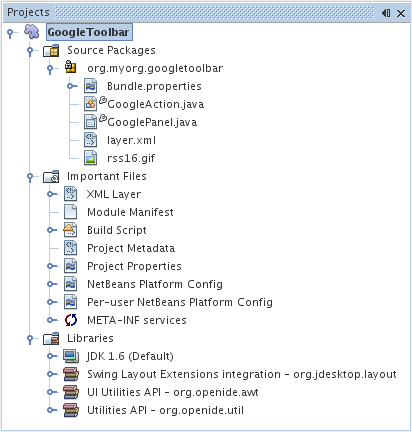 Projects
GoogleToolbar
Source Packages
org.myorg.googletoolbar
Bundle.properties
GoogleAction.java
GooglePanel.java
layer.xml
rss16.gif
Important Files
XML Layer
Module Manifest
Build Script
Project Metadata
Project Properties
NetBeans Platform Config
Per-user NetBeans Platform Config
META-INF services
Libraries
JDK 1.6 (Default)
Swing Layout Extensions integration - org.jdesktop.layout
UI Utilities API - org.openide.awt
Utilities API - org.openide.util